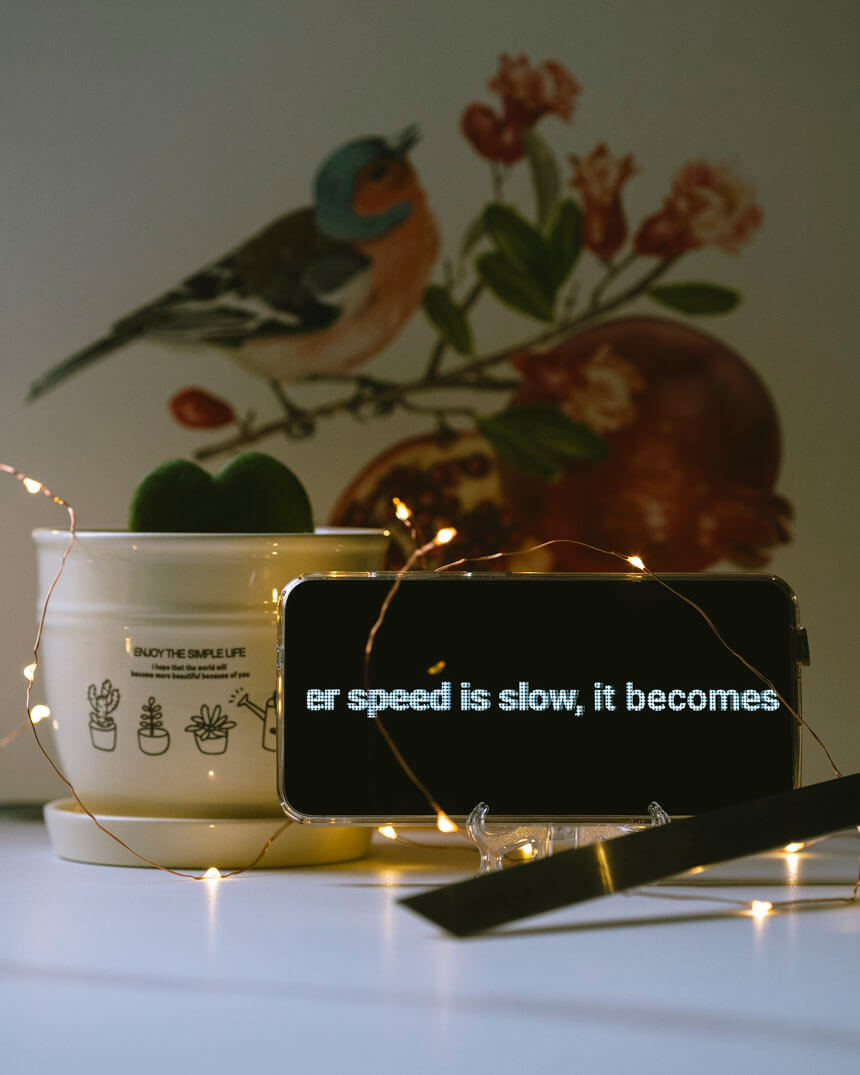 ENJOY THE SIMPLE LIFE
I hope that the world will
become more beautiful because of you
er speed is slow, it becomes